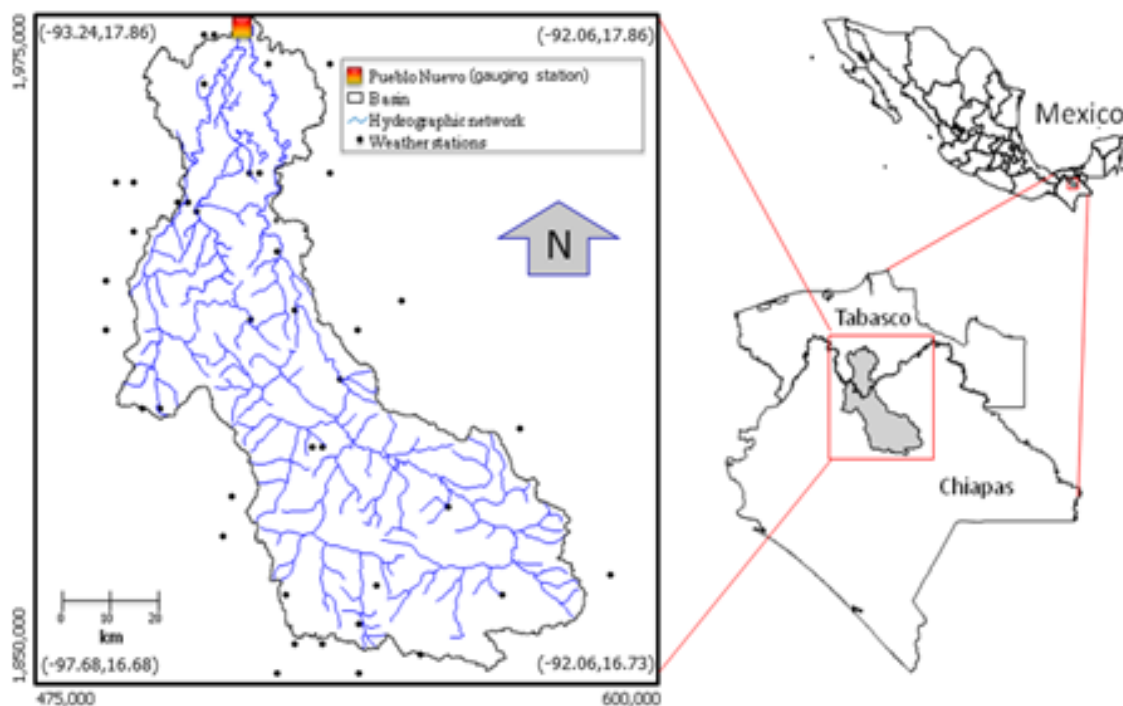 1,975,000
(-93.24,17.86)
(-92.06,17.86)
Pueblo Nuevo (gauging station)
Basin
Hydrographic network
Weather stations
N
0 10 20
km
1,850,000
(-97.68,16.68)
(-92.06,16.73)
475,000
600,000
Mexico
Tabasco
Chiapas